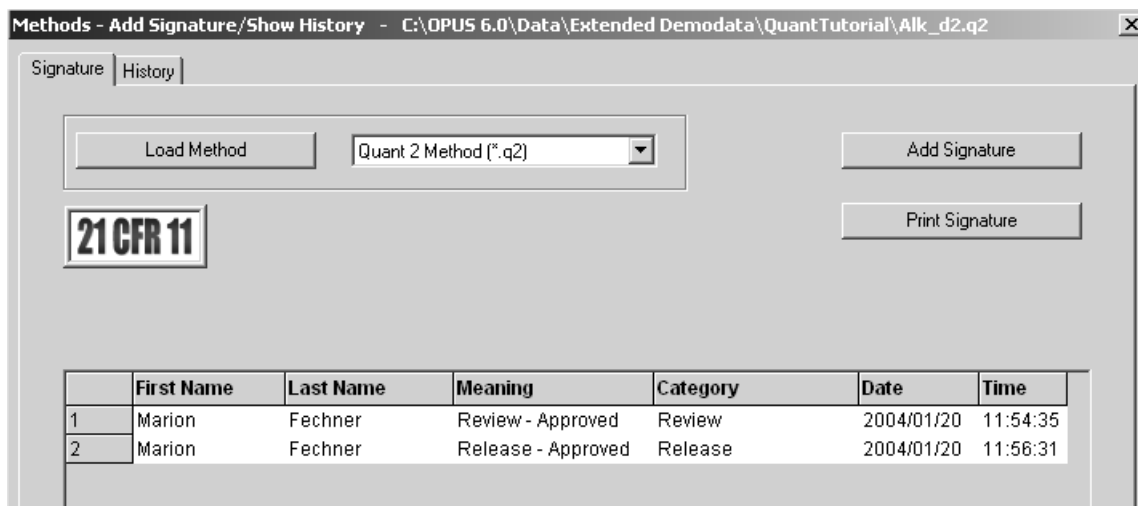 Methods - Add Signature/Show History - C:\OPUS 6.0\Data\Extended Demodata\QuantTutorial\Alk_d2.q2
Signature History
Load Method Quant 2 Method (*.q2) Add Signature
Print Signature
21 CFR 11
First Name Last Name Meaning Category Date Time
1 Marion Fechner Review - Approved Review 2004/01/20 11:54:35
2 Marion Fechner Release - Approved Release 2004/01/20 11:56:31